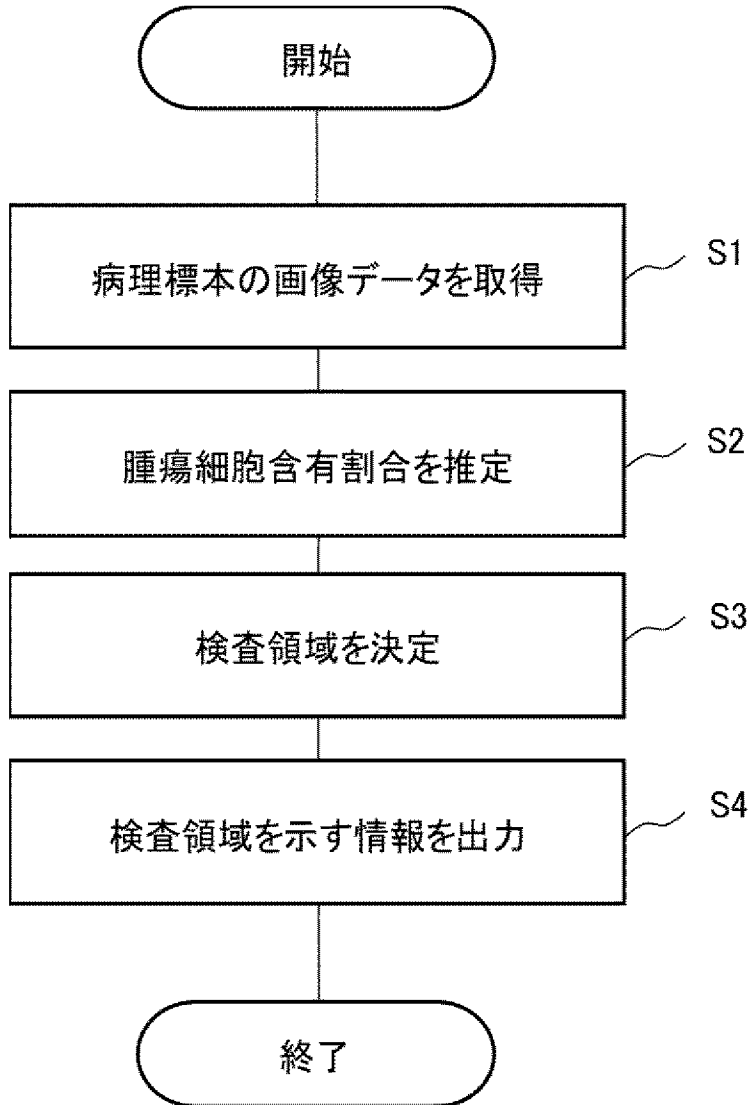 開始
病理標本の画像データを取得
S1
腫瘍細胞含有割合を推定
S2
検査領域を決定
S3
検査領域を示す情報を出力
S4
終了